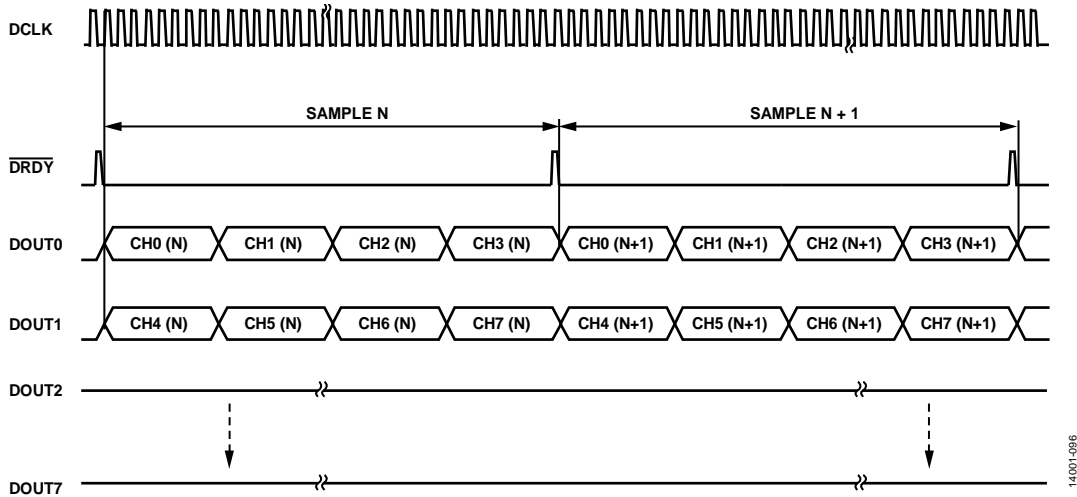 DCLK
SAMPLE N
SAMPLE N + 1
DRDY
DOUT0
CH0 (N)
CH1 (N)
CH2 (N)
CH3 (N)
CH0 (N+1)
CH1 (N+1)
CH2 (N+1)
CH3 (N+1)
DOUT1
CH4 (N)
CH5 (N)
CH6 (N)
CH7 (N)
CH4 (N+1)
CH5 (N+1)
CH6 (N+1)
CH7 (N+1)
DOUT2
DOUT7
14001-096